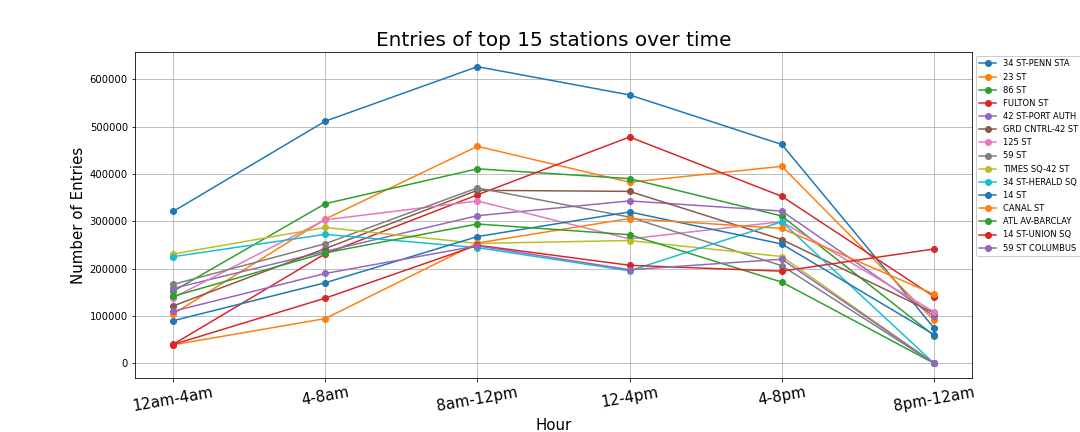 Entries of top 15 stations over time
Number of Entries
600000
500000
400000
300000
200000
100000
0
12am-4am
4-8am
8am-12pm
12-4pm
4-8pm
8pm-12am
Hour
34 ST-PENN STA
23 ST
86 ST
FULTON ST
42 ST-PORT AUTH
GRD CNTRL-42 ST
125 ST
59 ST
TIMES SQ-42 ST
34 ST-HERALD SQ
14 ST
CANAL ST
ATL AV-BARCLAY
14 ST-UNION SQ
59 ST COLUMBUS